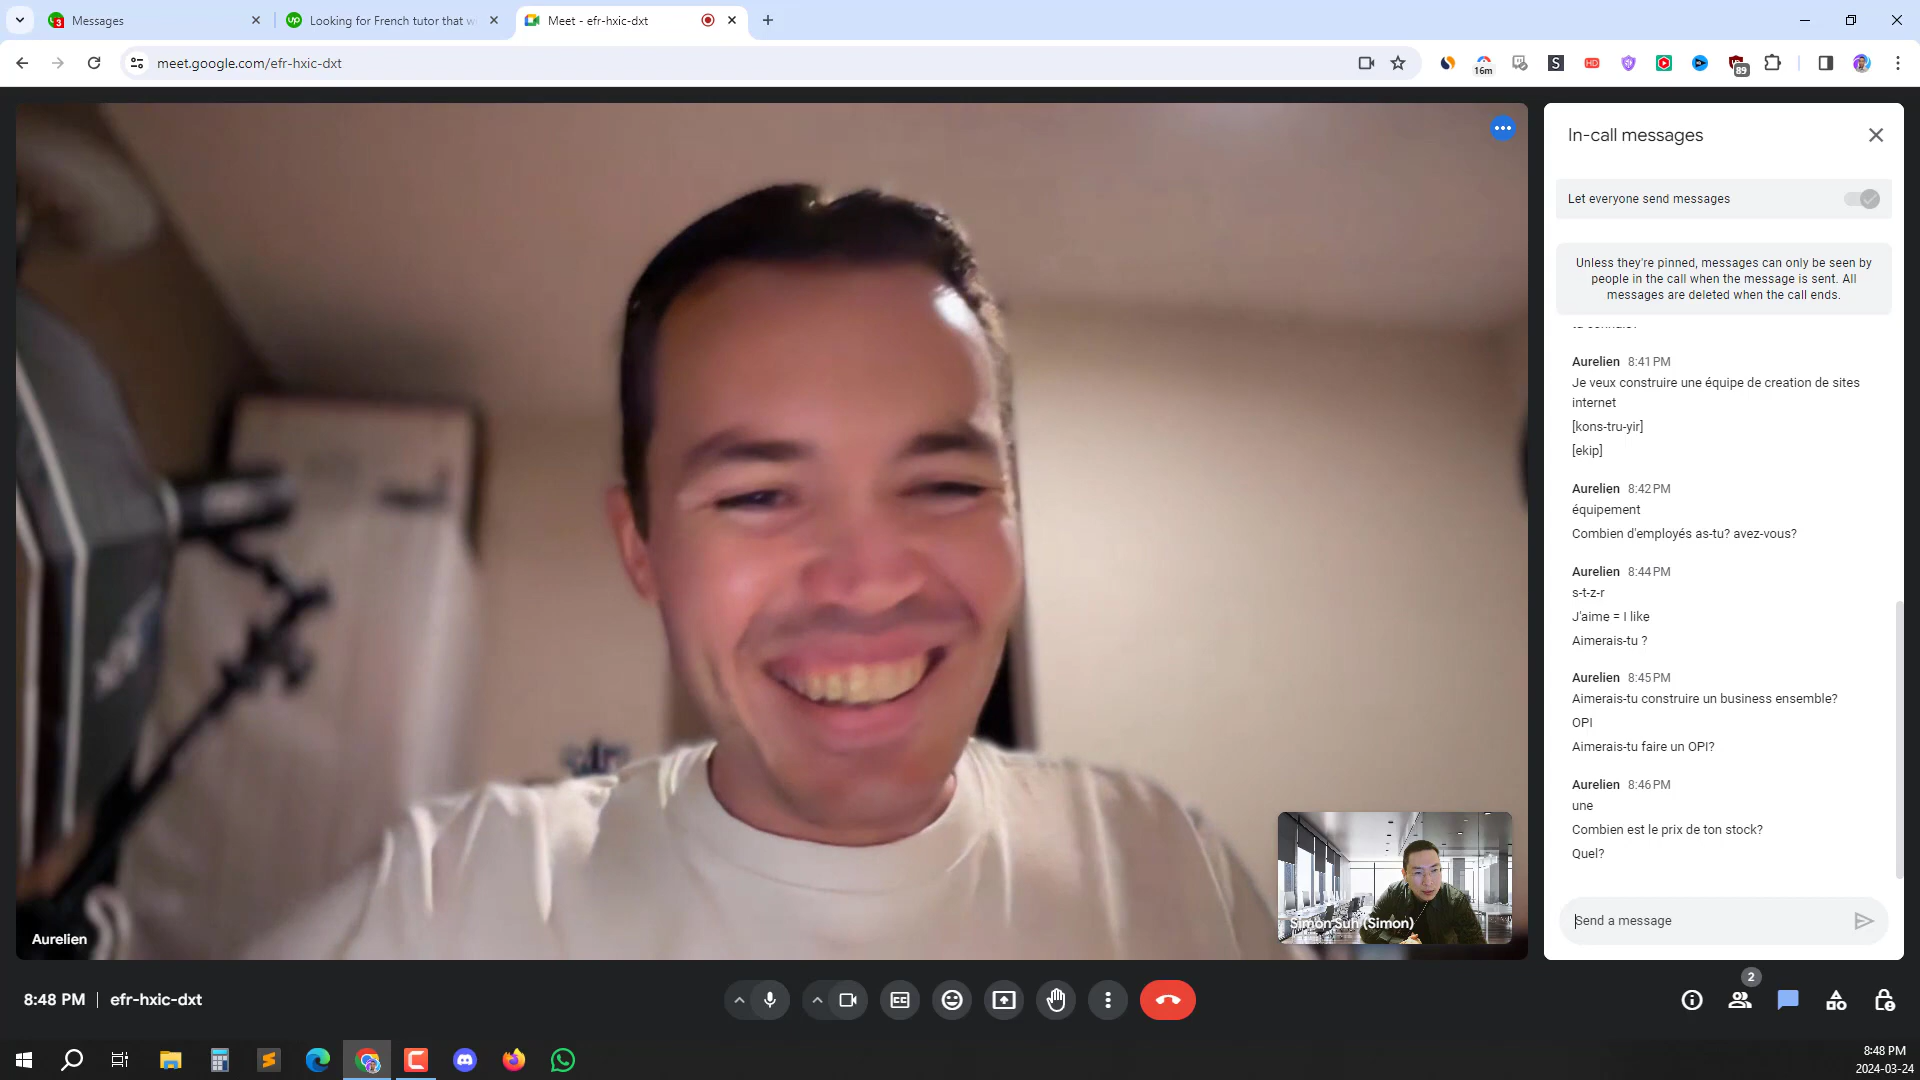 Messages
Looking for French tutor that w
Meet - efr-hxic-dxt
meet.google.com/efr-hxic-dxt
16m
S
HD
89
In-call messages
Let everyone send messages
Unless they're pinned, messages can only be seen by
people in the call when the message is sent. All
messages are deleted when the call ends.
Aurelien 8:41 PM
Je veux construire une équipe de creation de sites
internet
[kons-tru-yir]
[ekip]
Aurelien 8:42 PM
équipement
Combien d'employés as-tu? avez-vous?
Aurelien 8:44 PM
s-t-z-r
J'aime = I like
Aimerais-tu ?
Aurelien 8:45 PM
Aimerais-tu construire un business ensemble?
OPI
Aimerais-tu faire un OPI?
Aurelien 8:46 PM
une
Combien est le prix de ton stock?
Quel?
Send a message
Aurelien
Simon Sun (Simon)
8:48 PM | efr-hxic-dxt
2
8:48 PM
2024-03-24